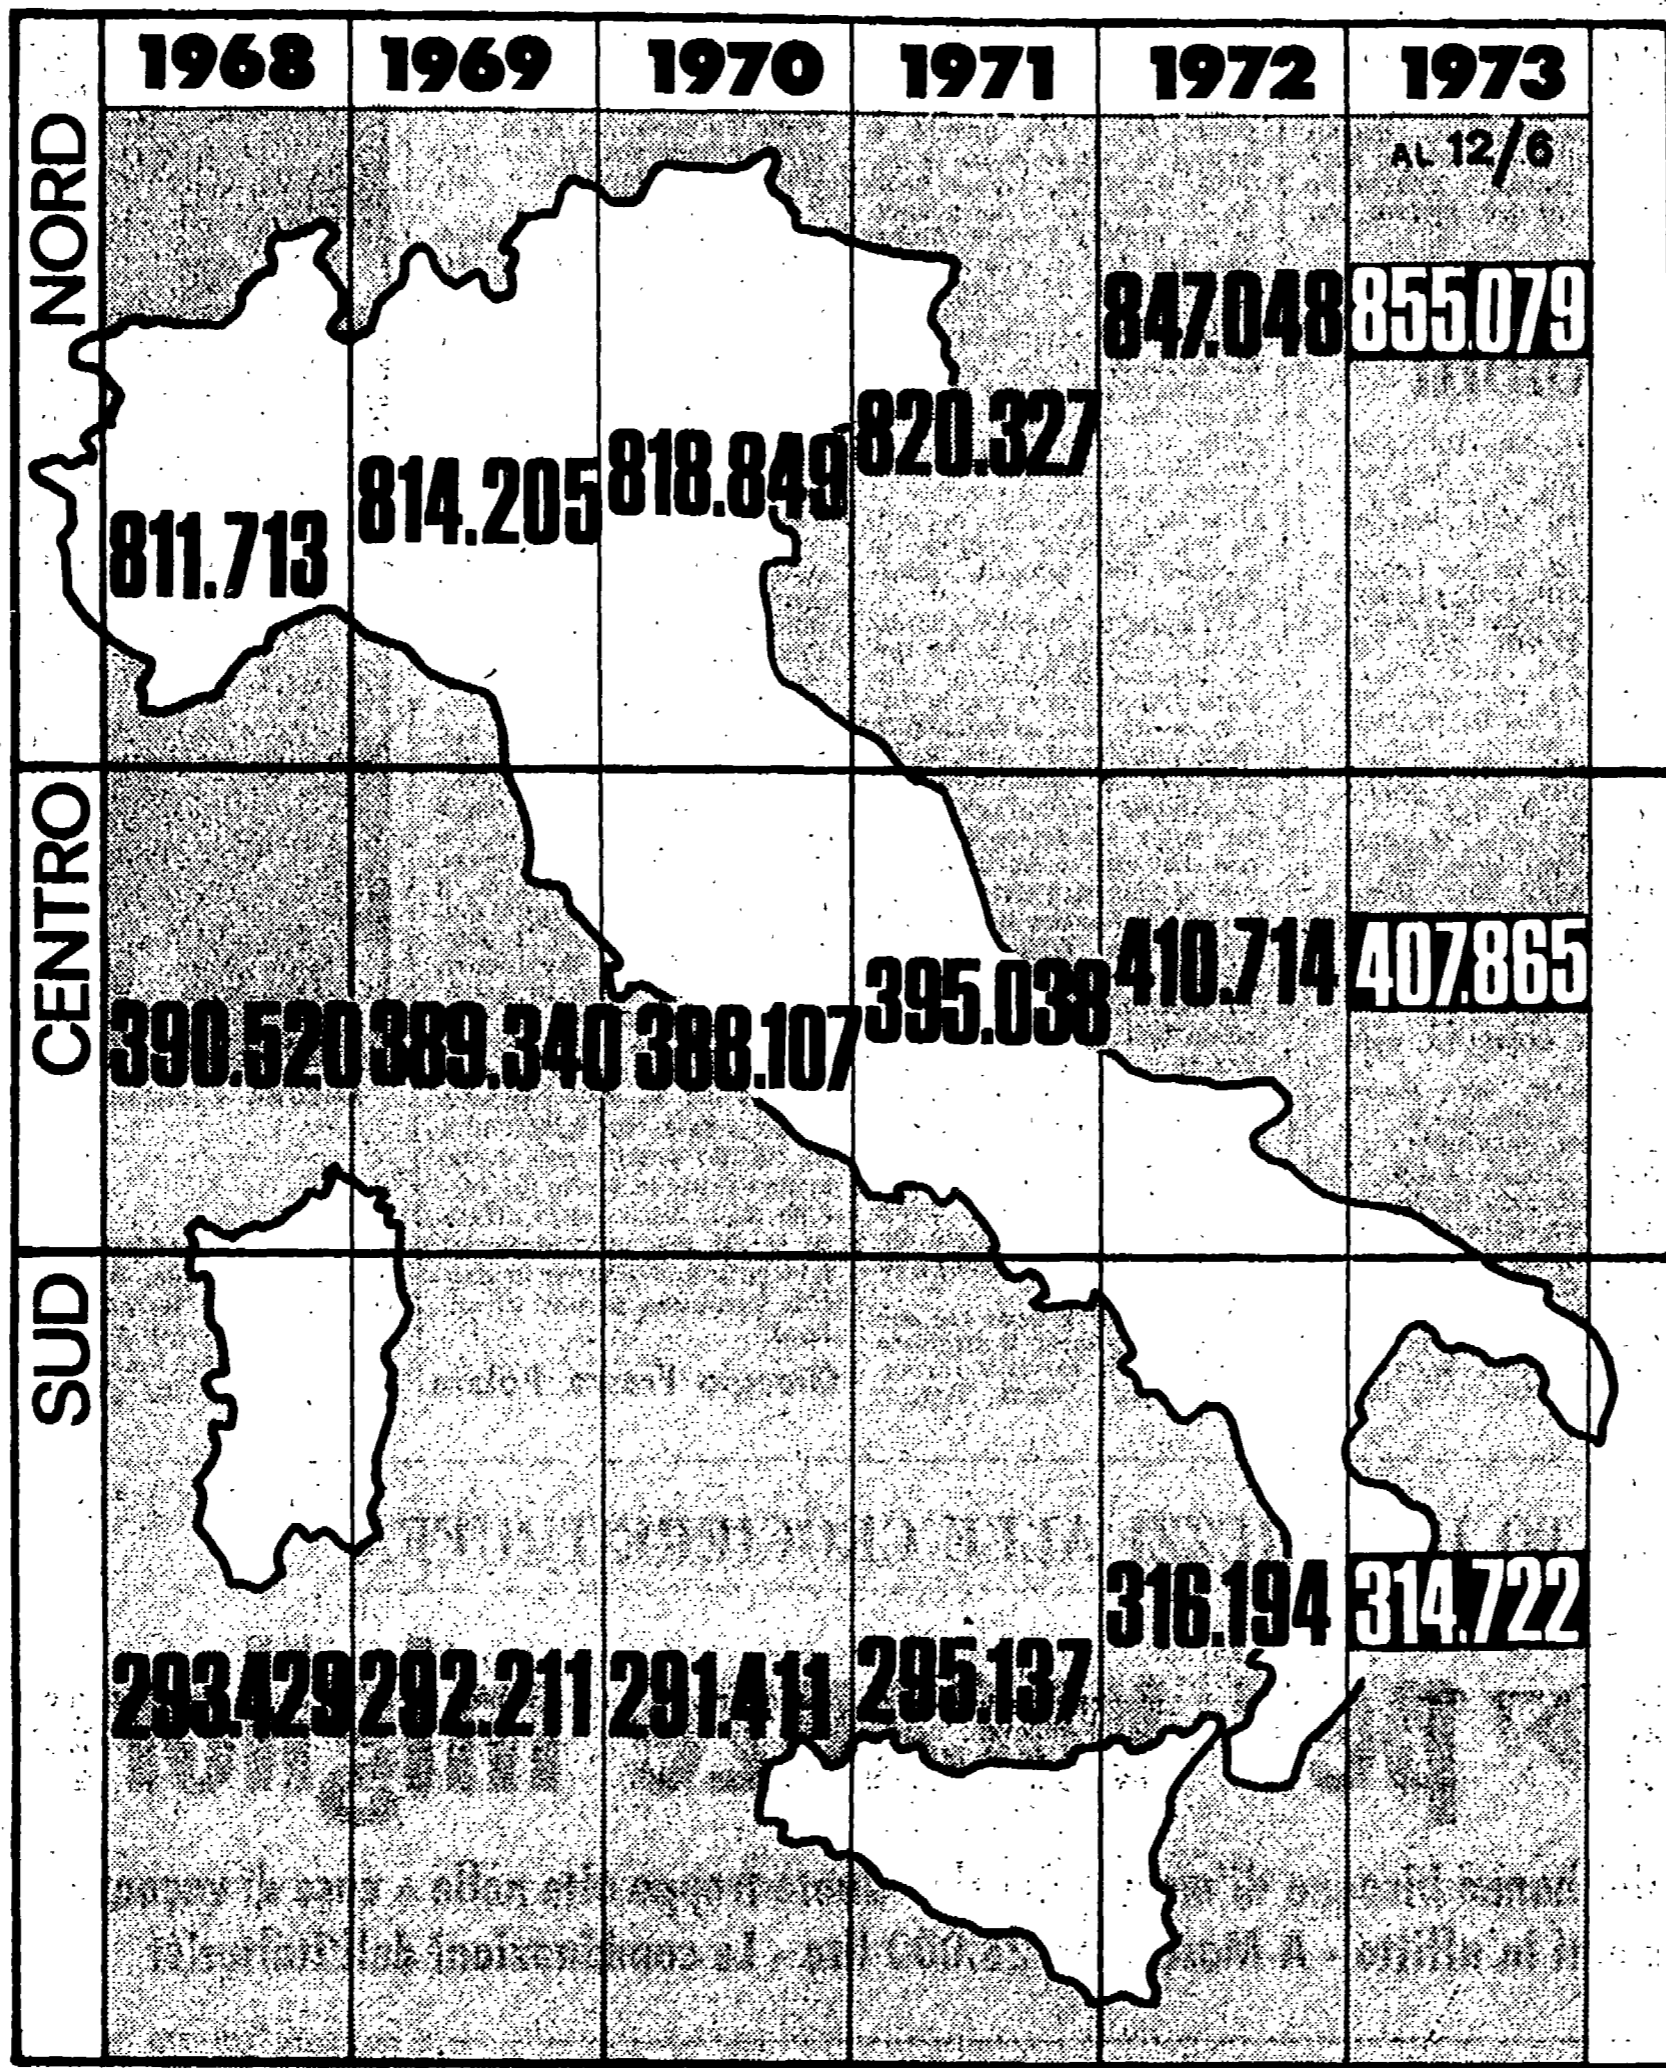 1968 1969 1970 1971 1972 1973
AL 12/6
NORD
811.713 814.205 818.849 820.327 847.048 855.079
CENTRO
390.520 389.340 388.107 395.038 410.714 407.865
SUD
293.429 292.211 291.411 295.137 316.194 314.722